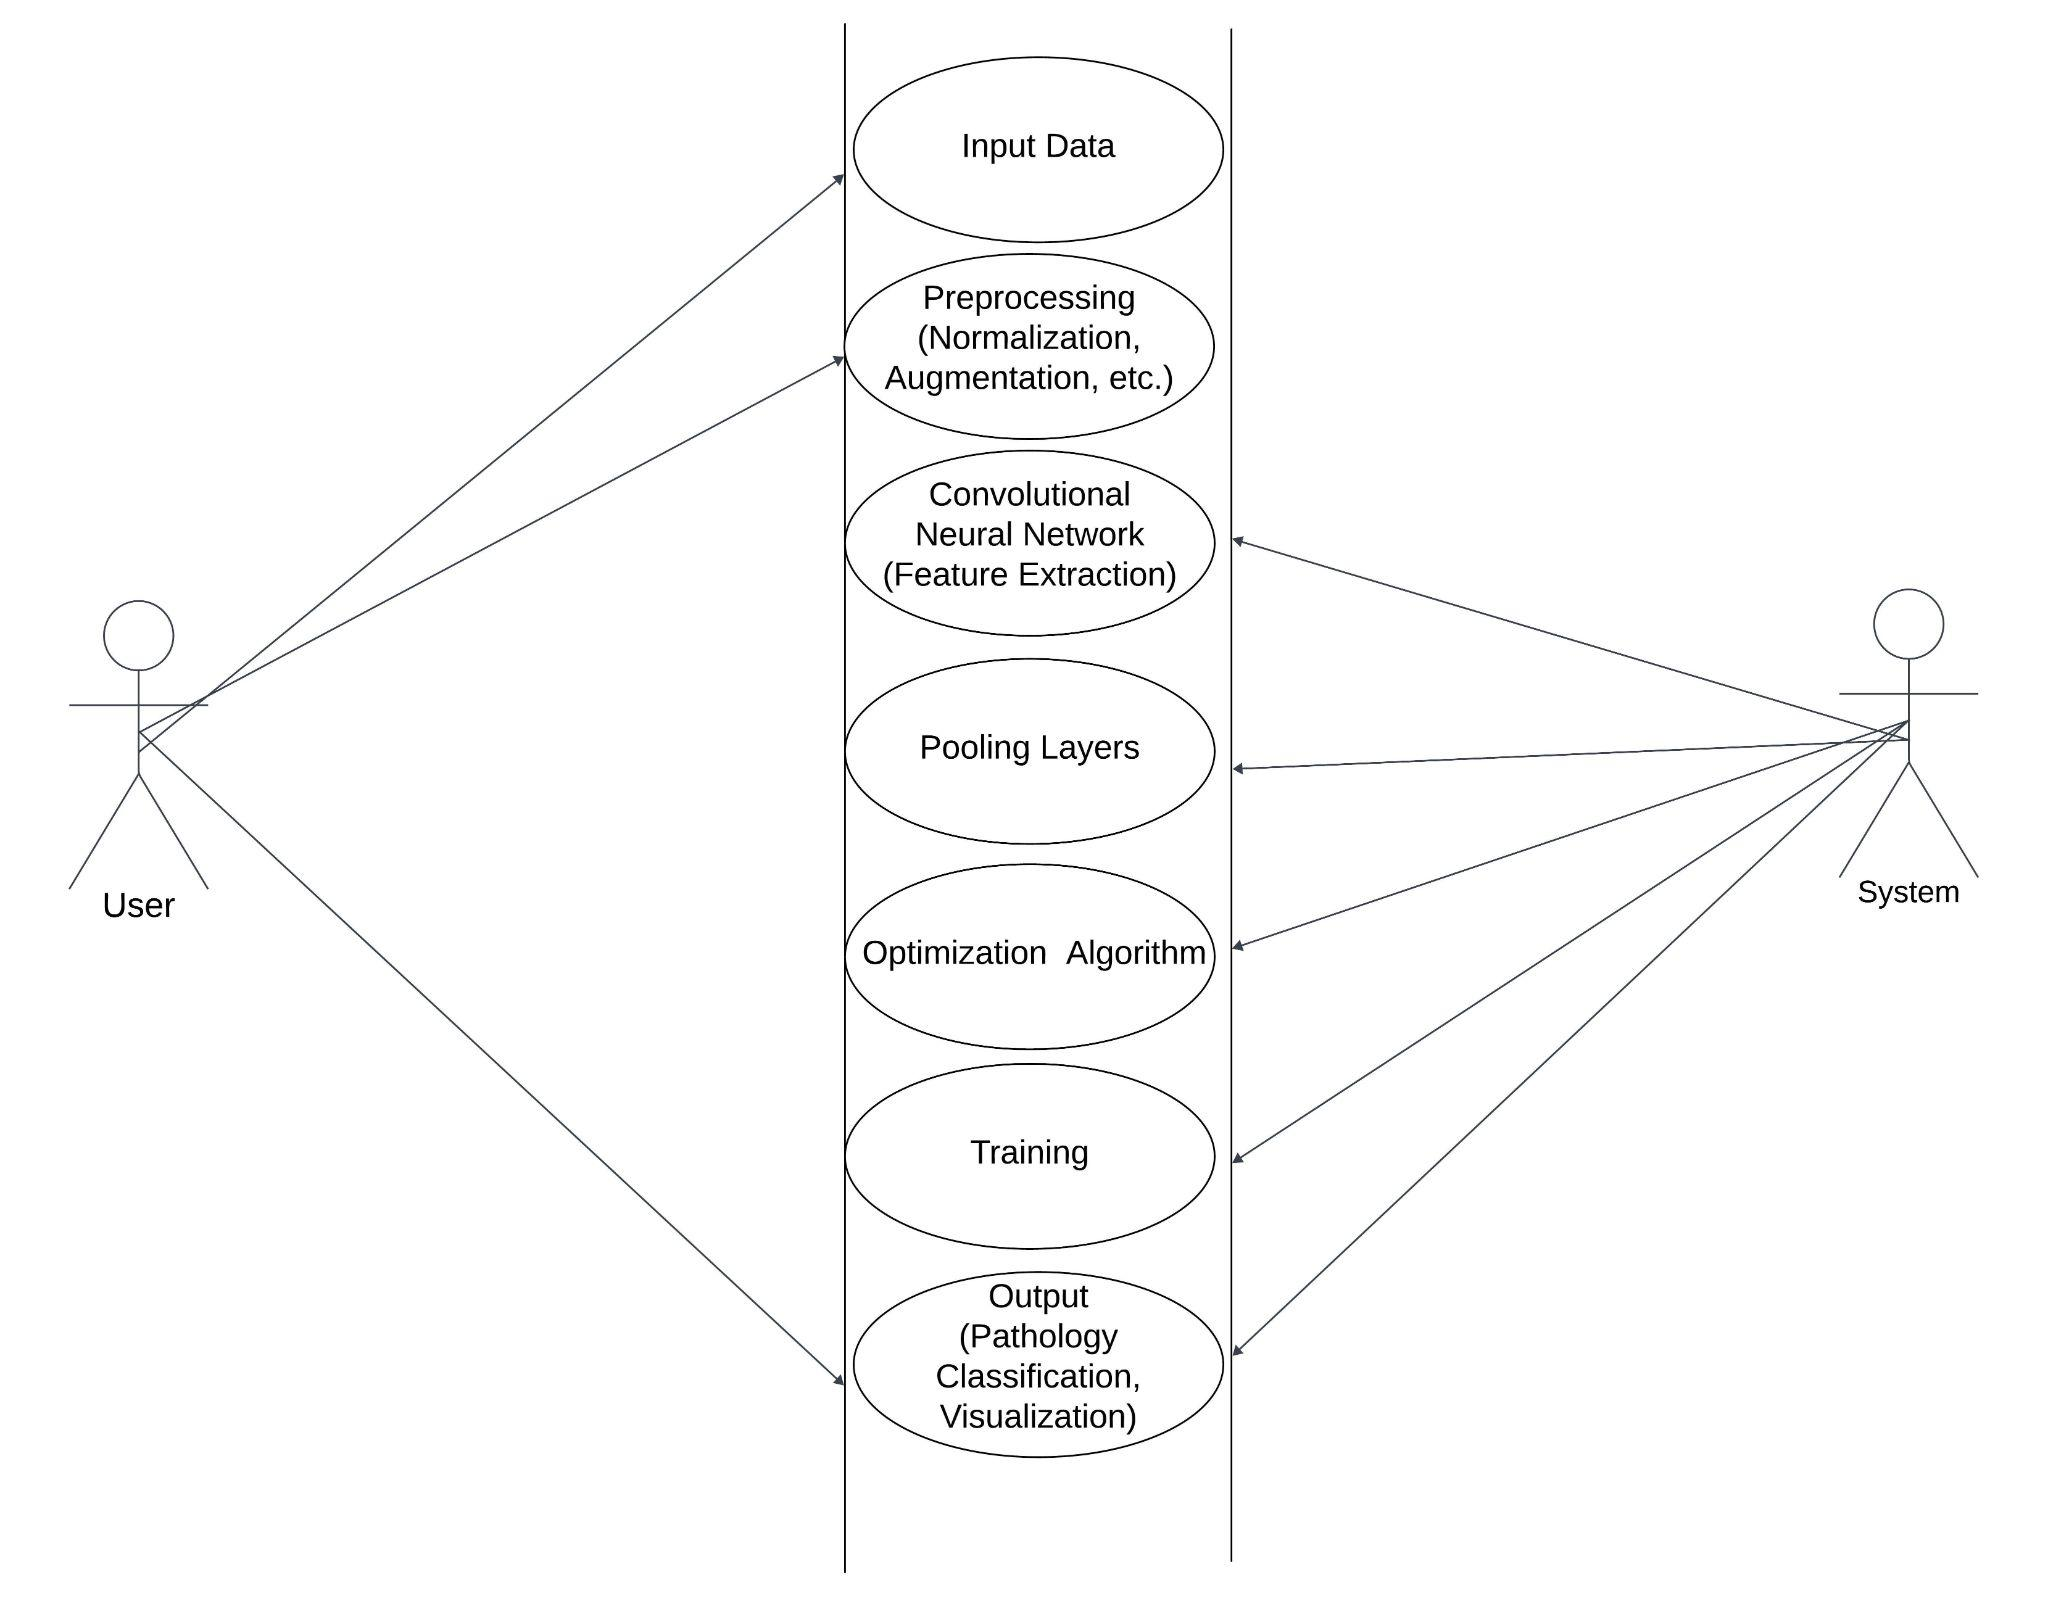 Input Data
Preprocessing
(Normalization,
Augmentation, etc.)
Convolutional
Neural Network
(Feature Extraction)
Pooling Layers
Optimization  Algorithm
Training
Output
(Pathology
Classification,
Visualization)
User
System